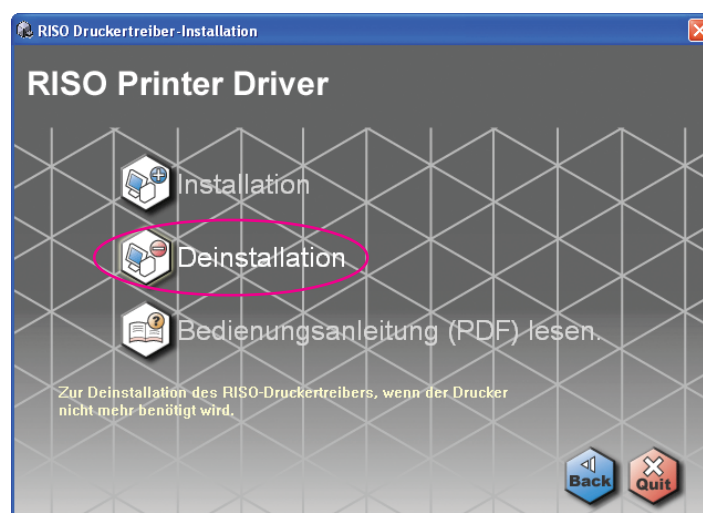 RISO Druckertreiber-Installation
RISO Printer Driver
Installation
Deinstallation
Bedienungsanleitung (PDF) lesen.
Zur Deinstallation des RISO-Druckertreibers, wenn der Drucker
nicht mehr benötigt wird.
Back
Quit